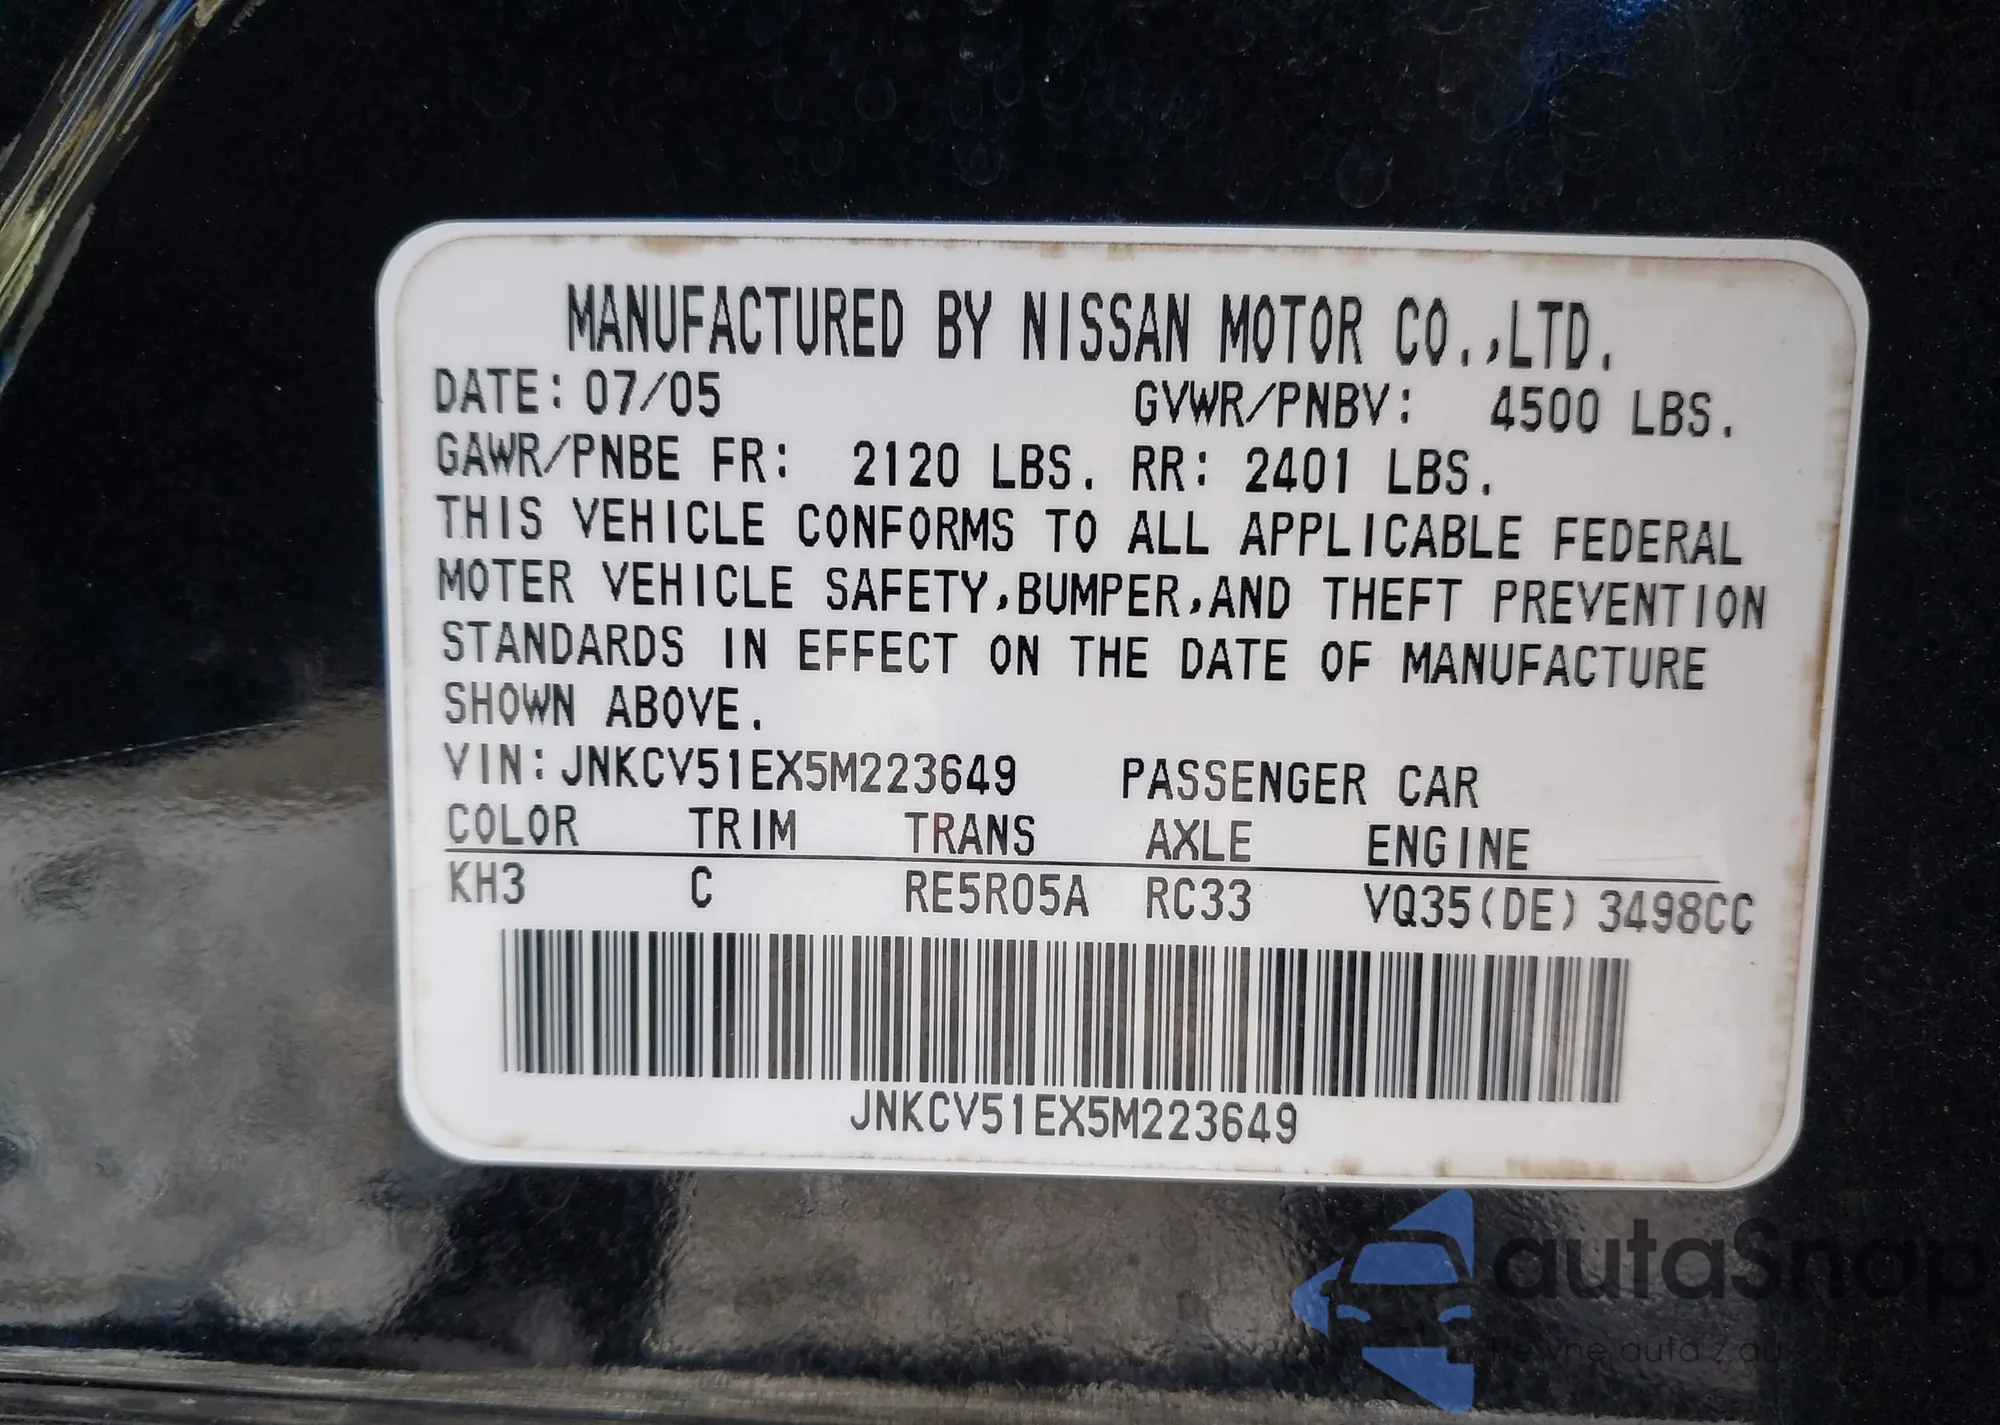 MANUFACTURED BY NISSAN MOTOR CO.,LTD.
DATE: 07/05 GVWR/PNBV: 4500 LBS.
GAWR/PNBE FR: 2120 LBS. RR: 2401 LBS.
THIS VEHICLE CONFORMS TO ALL APPLICABLE FEDERAL
MOTER VEHICLE SAFETY,BUMPER,AND THEFT PREVENTION
STANDARDS IN EFFECT ON THE DATE OF MANUFACTURE
SHOWN ABOVE.
VIN: JNKCV51EX5M223649 PASSENGER CAR
COLOR TRIM TRANS AXLE ENGINE
KH3 C RE5R05A RC33 VQ35(DE) 3498CC
JNKCV51EX5M223649
autaSnap
auta z